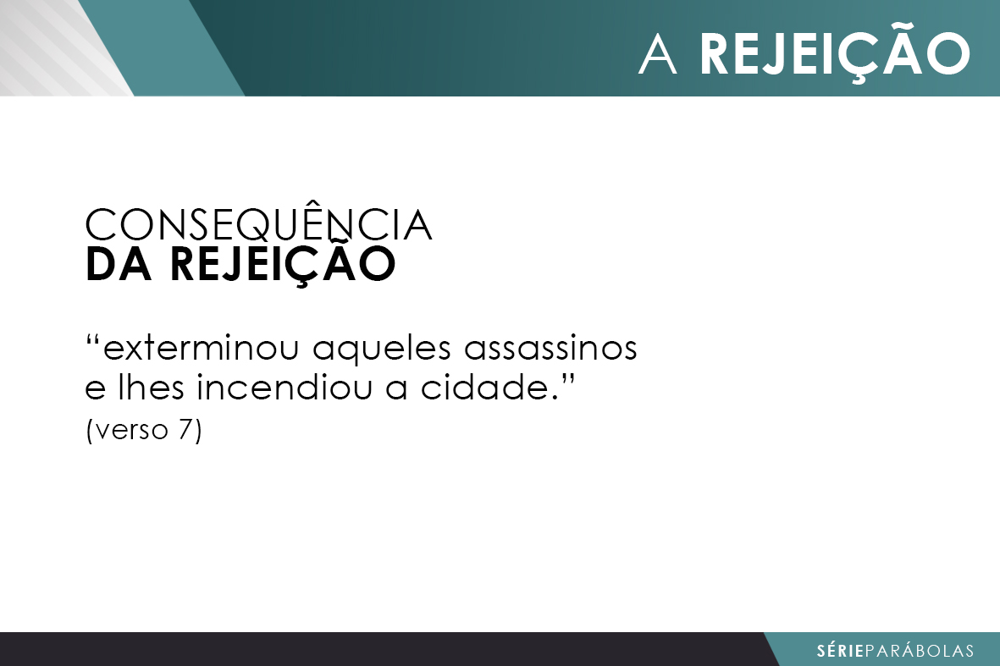 A REJEIÇÃO
CONSEQUÊNCIA
DA REJEIÇÃO
“exterminou aqueles assassinos
e lhes incendiou a cidade.”
(verso 7)
SÉRIEPARÁBOLAS